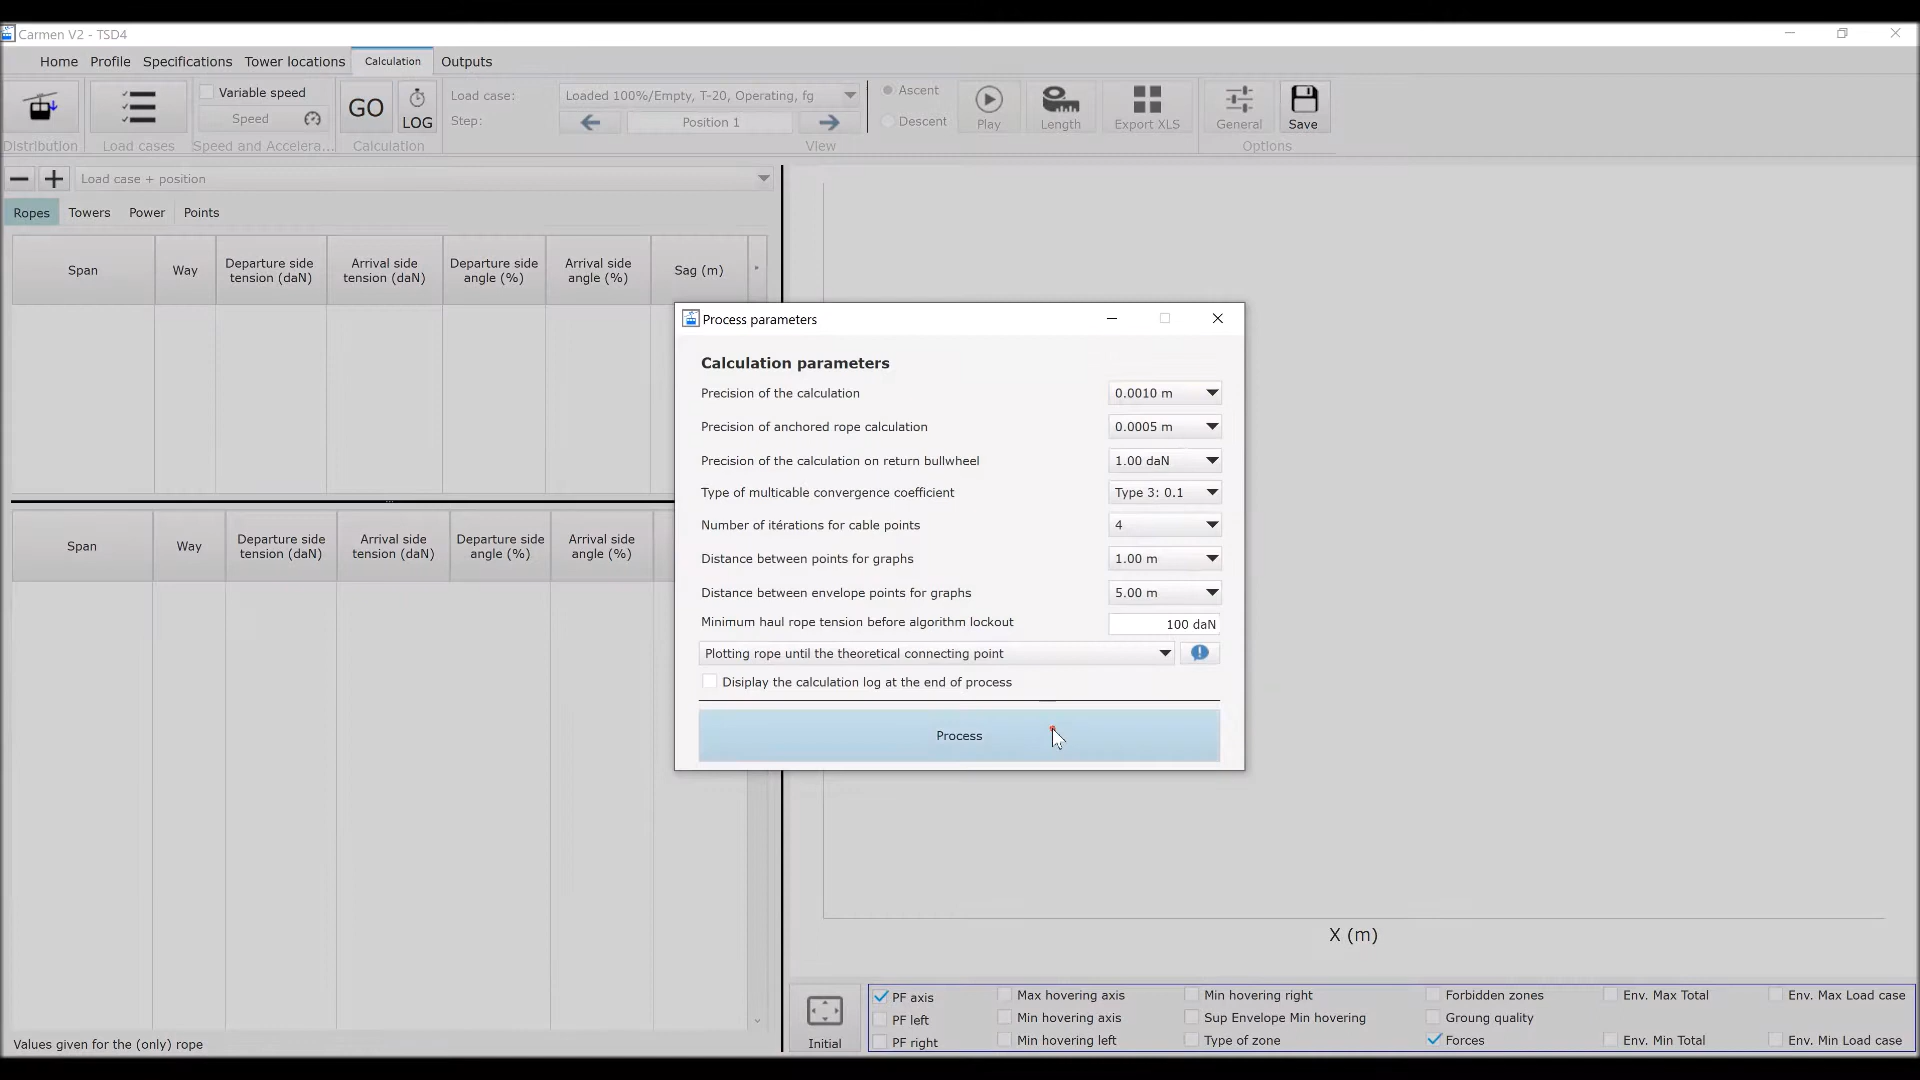 Carmen V2 - TSD4
Home Profile Specifications Tower locations Calculation Outputs
Variable speed
Speed
GO
LOG
Load case: Loaded 100%/Empty, T-20, Operating, fg
Step: Position 1
Ascent
Descent
Play
Length
Export XLS
General
Save
Distribution Load cases Speed and Accelera... Calculation View Options
Load case + position
Ropes Towers Power Points
Span Way Departure side tension (daN) Arrival side tension (daN) Departure side angle (%) Arrival side angle (%) Sag (m)
Process parameters
Calculation parameters
Precision of the calculation 0.0010 m
Precision of anchored rope calculation 0.0005 m
Precision of the calculation on return bullwheel 1.00 daN
Type of multicable convergence coefficient Type 3: 0.1
Number of itérations for cable points 4
Distance between points for graphs 1.00 m
Distance between envelope points for graphs 5.00 m
Minimum haul rope tension before algorithm lockout 100 daN
Plotting rope until the theoretical connecting point
Disiplay the calculation log at the end of process
Process
Span Way Departure side tension (daN) Arrival side tension (daN) Departure side angle (%) Arrival side angle (%)
X (m)
Initial
PF axis Max hovering axis Min hovering right Forbidden zones Env. Max Total Env. Max Load case
PF left Min hovering axis Sup Envelope Min hovering Groung quality
PF right Min hovering left Type of zone Forces Env. Min Total Env. Min Load case
Values given for the (only) rope